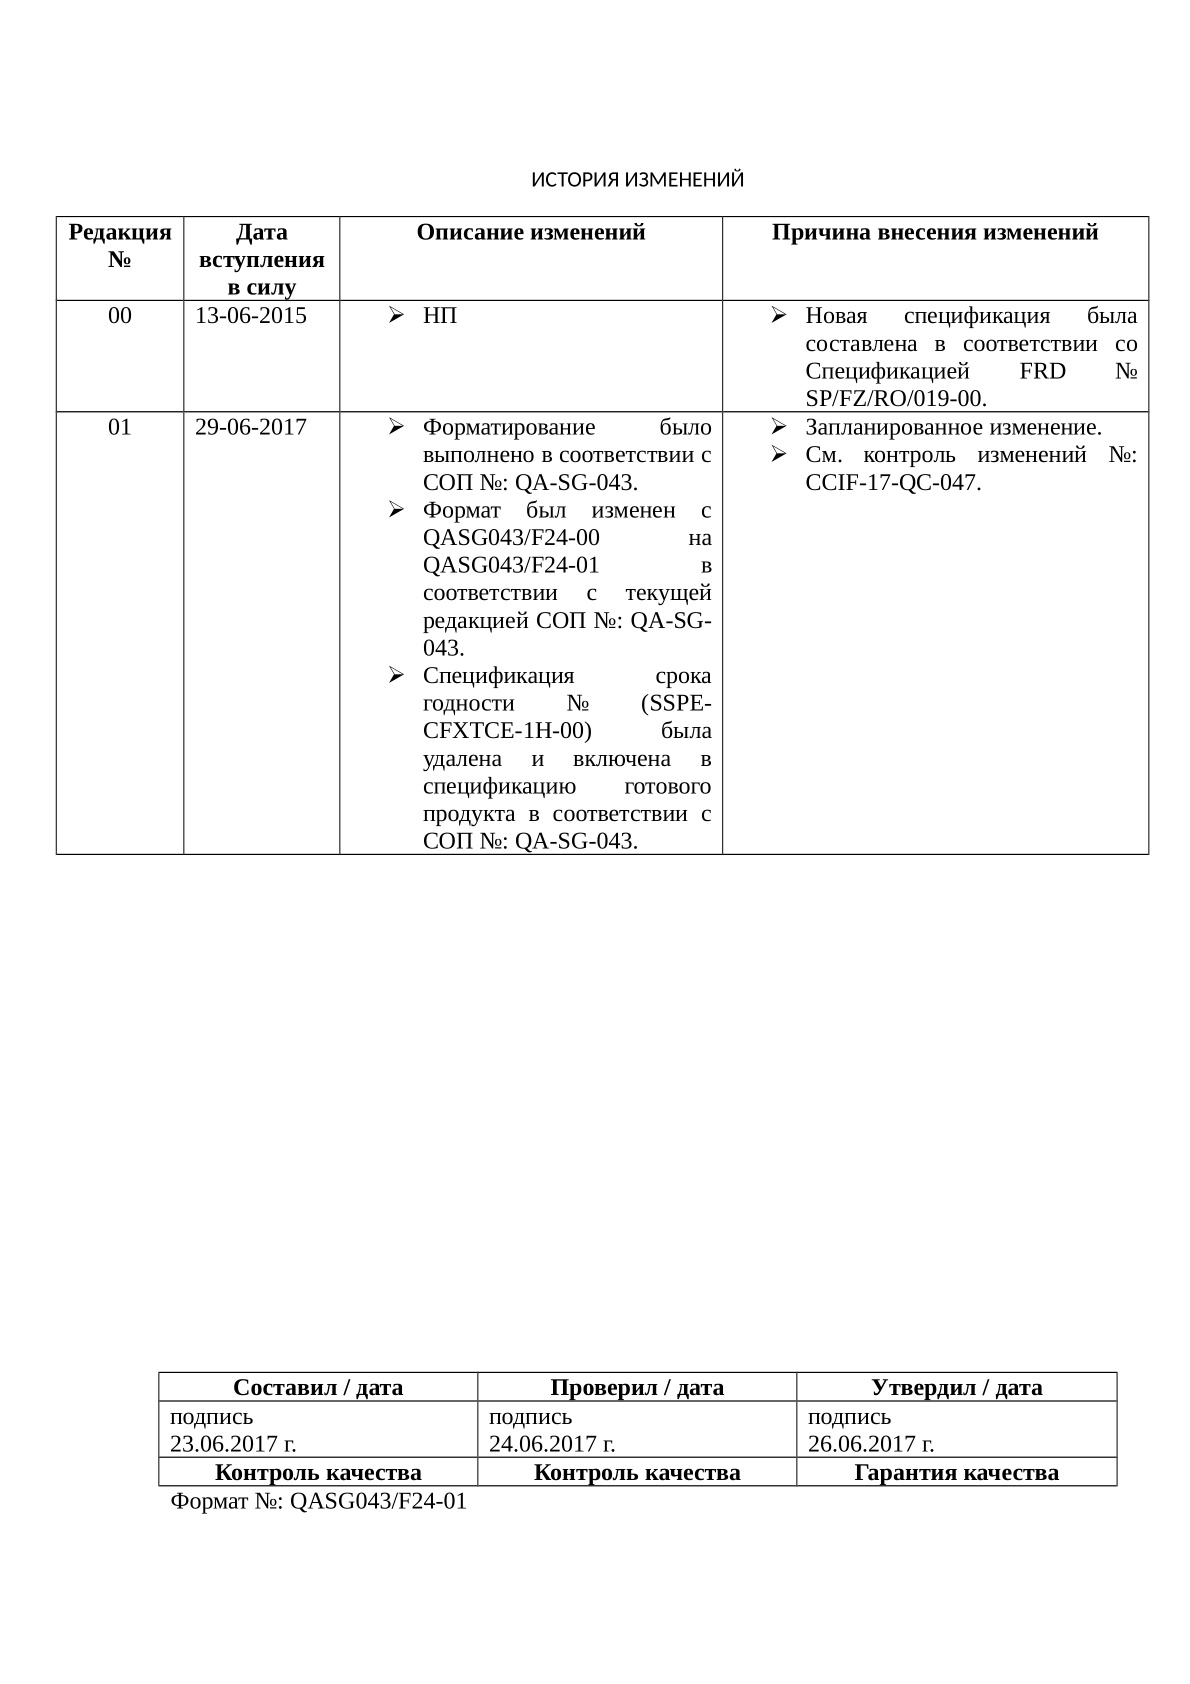 ИСТОРИЯ ИЗМЕНЕНИЙ
Редакция
№
Дата
вступления
в силу
Описание изменений
Причина внесения изменений
00
13-06-2015
НП
Новая спецификация была
составлена в соответствии со
Спецификацией FRD №
SP/FZ/RO/019-00.
01
29-06-2017
Форматирование было
выполнено в соответствии с
СОП №: QA-SG-043.
Формат был изменен с
QASG043/F24-00 на
QASG043/F24-01 в
соответствии с текущей
редакцией СОП №: QA-SG-
043.
Спецификация срока
годности № (SSPE-
CFXTCE-1H-00) была
удалена и включена в
спецификацию готового
продукта в соответствии с
СОП №: QA-SG-043.
Запланированное изменение.
См. контроль изменений №:
CCIF-17-QC-047.
Составил / дата
Проверил / дата
Утвердил / дата
подпись
23.06.2017 г.
подпись
24.06.2017 г.
подпись
26.06.2017 г.
Контроль качества
Контроль качества
Гарантия качества
Формат №: QASG043/F24-01